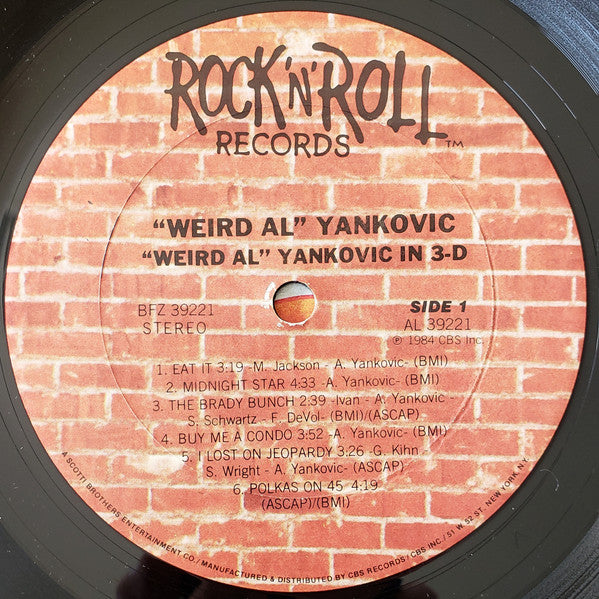 ROCK'N'ROLL
RECORDS
TM
"WEIRD AL" YANKOVIC
"WEIRD AL" YANKOVIC IN 3-D
BFZ 39221
STEREO
SIDE 1
AL 39221
℗ 1984 CBS Inc.
1. EAT IT 3:19 -M. Jackson - A. Yankovic- (BMI)
2. MIDNIGHT STAR 4:33 -A. Yankovic- (BMI)
3. THE BRADY BUNCH 2:39 -Ivan - A. Yankovic -
S. Schwartz - F. DeVol- (BMI)/(ASCAP)
4. BUY ME A CONDO 3:52 -A. Yankovic- (BMI)
5. I LOST ON JEOPARDY 3:26 -G. Kihn -
S. Wright - A. Yankovic- (ASCAP)
6. POLKAS ON 45 4:19
(ASCAP)/(BMI)
A SCOTTI BROTHERS ENTERTAINMENT CO./MANUFACTURED & DISTRIBUTED BY CBS RECORDS/CBS INC./51 W. 52 ST. NEW YORK, N.Y.